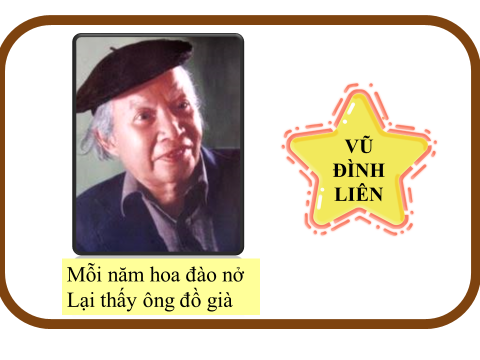 VŨ
ĐÌNH
LIÊN
Mỗi năm hoa đào nở
Lại thấy ông đồ già